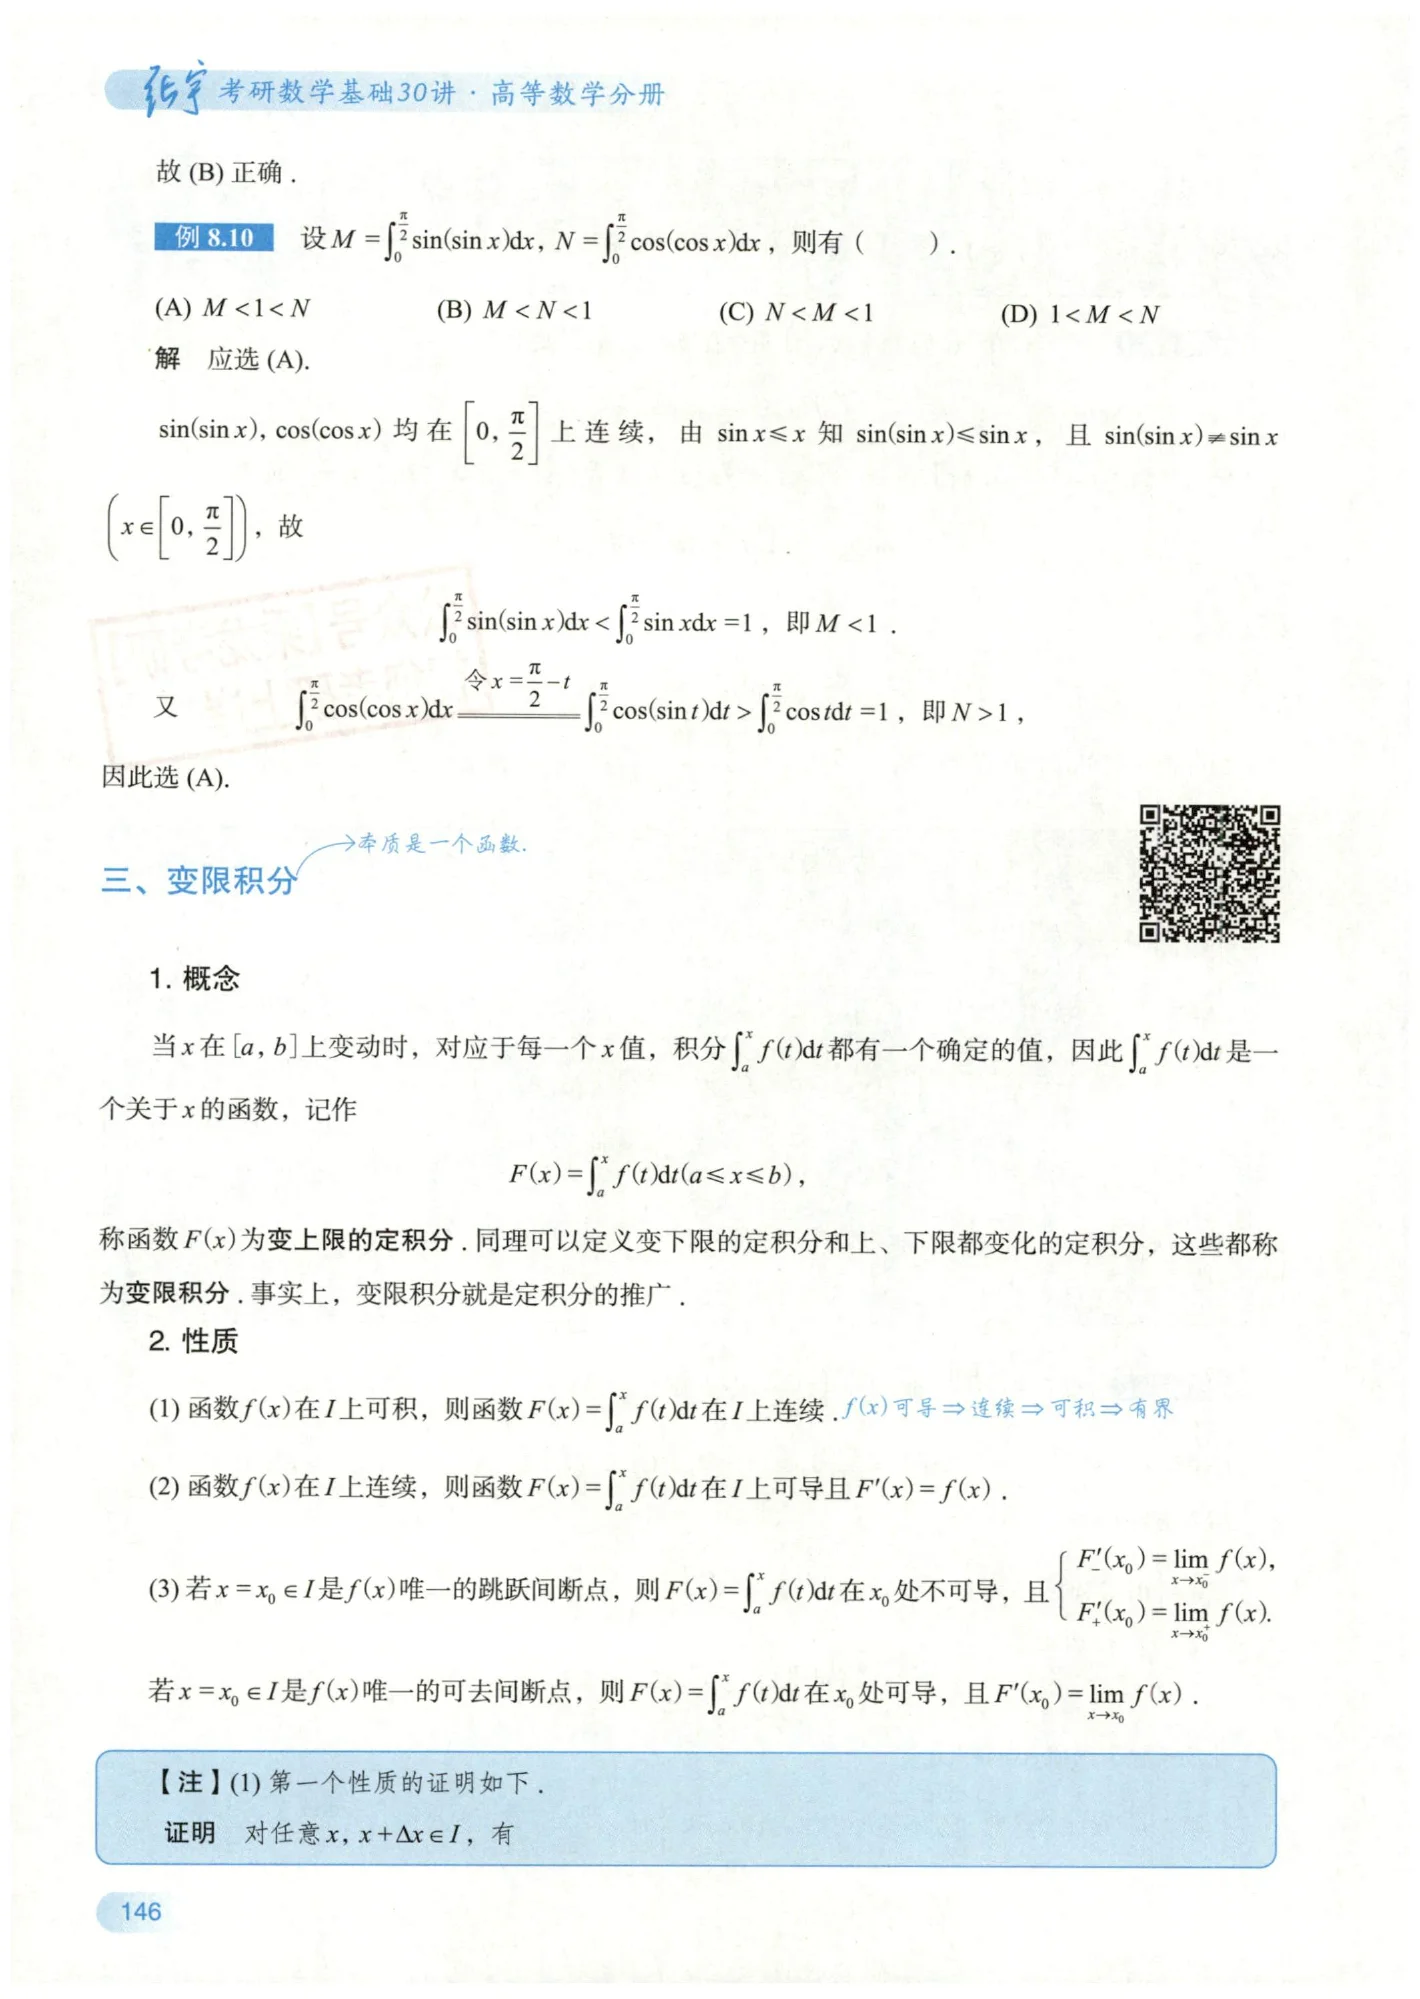 张宇 考研数学基础30讲·高等数学分册
故 (B) 正确．
例 8.10 设 $M=\int_0^{\frac{\pi}{2}}\sin(\sin x)dx, N=\int_0^{\frac{\pi}{2}}\cos(\cos x)dx$，则有（ ）．
(A) $M<1<N$ (B) $M<N<1$ (C) $N<M<1$ (D) $1<M<N$
解 应选 (A).
$\sin(\sin x), \cos(\cos x)$ 均在 $\left[0,\frac{\pi}{2}\right]$ 上连续，由 $\sin x\leqslant x$ 知 $\sin(\sin x)\leqslant\sin x$，且 $\sin(\sin x)\not\equiv\sin x$
$\left(x\in\left[0,\frac{\pi}{2}\right]\right)$，故
$\int_0^{\frac{\pi}{2}}\sin(\sin x)dx<\int_0^{\frac{\pi}{2}}\sin xdx=1$，即 $M<1$．
又 $\int_0^{\frac{\pi}{2}}\cos(\cos x)dx\xlongequal{令x=\frac{\pi}{2}-t}\int_0^{\frac{\pi}{2}}\cos(\sin t)dt>\int_0^{\frac{\pi}{2}}\cos tdt=1$，即 $N>1$，
因此选 (A).
→本质是一个函数.
三、变限积分
1. 概念
当 $x$ 在 $[a,b]$ 上变动时，对应于每一个 $x$ 值，积分 $\int_a^x f(t)dt$ 都有一个确定的值，因此 $\int_a^x f(t)dt$ 是一
个关于 $x$ 的函数，记作
$F(x)=\int_a^x f(t)dt(a\leqslant x\leqslant b)$，
称函数 $F(x)$ 为变上限的定积分．同理可以定义变下限的定积分和上、下限都变化的定积分，这些都称
为变限积分．事实上，变限积分就是定积分的推广．
2. 性质
(1) 函数 $f(x)$ 在 $I$ 上可积，则函数 $F(x)=\int_a^x f(t)dt$ 在 $I$ 上连续．$f(x)$ 可导⇒连续⇒可积⇒有界
(2) 函数 $f(x)$ 在 $I$ 上连续，则函数 $F(x)=\int_a^x f(t)dt$ 在 $I$ 上可导且 $F'(x)=f(x)$．
(3) 若 $x=x_0\in I$ 是 $f(x)$ 唯一的跳跃间断点，则 $F(x)=\int_a^x f(t)dt$ 在 $x_0$ 处不可导，且 $\begin{cases}F'_-(x_0)=\lim\limits_{x\to x_0^-}f(x),\\F'_+(x_0)=\lim\limits_{x\to x_0^+}f(x).\end{cases}$
若 $x=x_0\in I$ 是 $f(x)$ 唯一的可去间断点，则 $F(x)=\int_a^x f(t)dt$ 在 $x_0$ 处可导，且 $F'(x_0)=\lim\limits_{x\to x_0}f(x)$．
【注】(1) 第一个性质的证明如下．
证明 对任意 $x, x+\Delta x\in I$，有
146